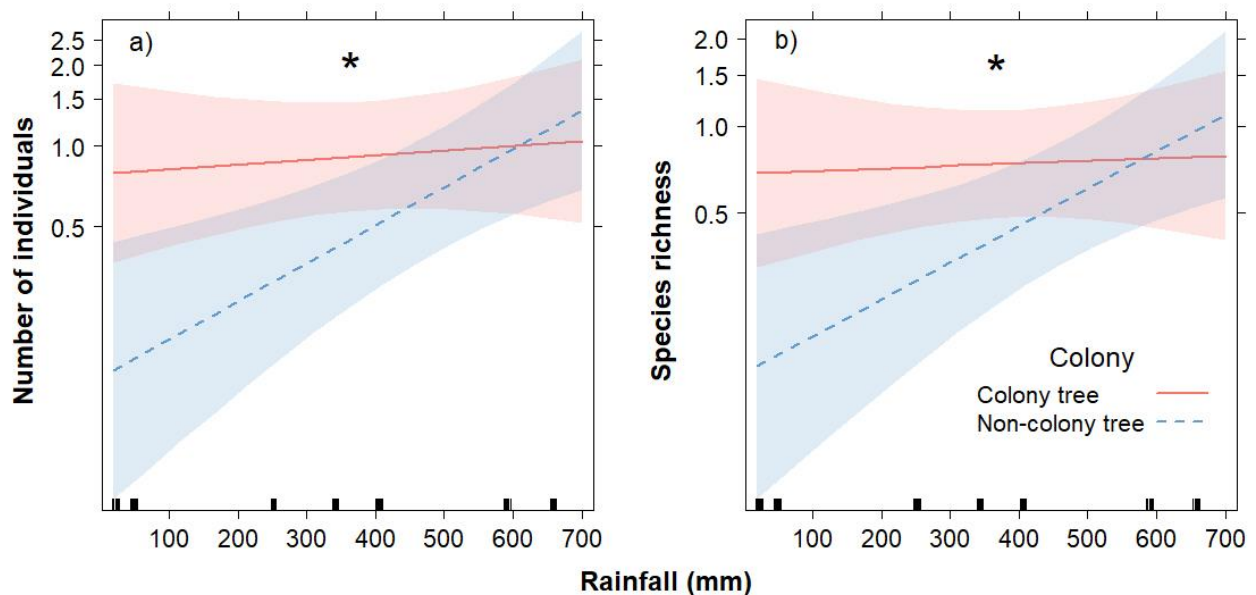 a)
*
Number of individuals
2.5
2.0
1.5
1.0
0.5
100 200 300 400 500 600 700
b)
*
Species richness
2.0
1.5
1.0
0.5
Colony
Colony tree
Non-colony tree
100 200 300 400 500 600 700
Rainfall (mm)